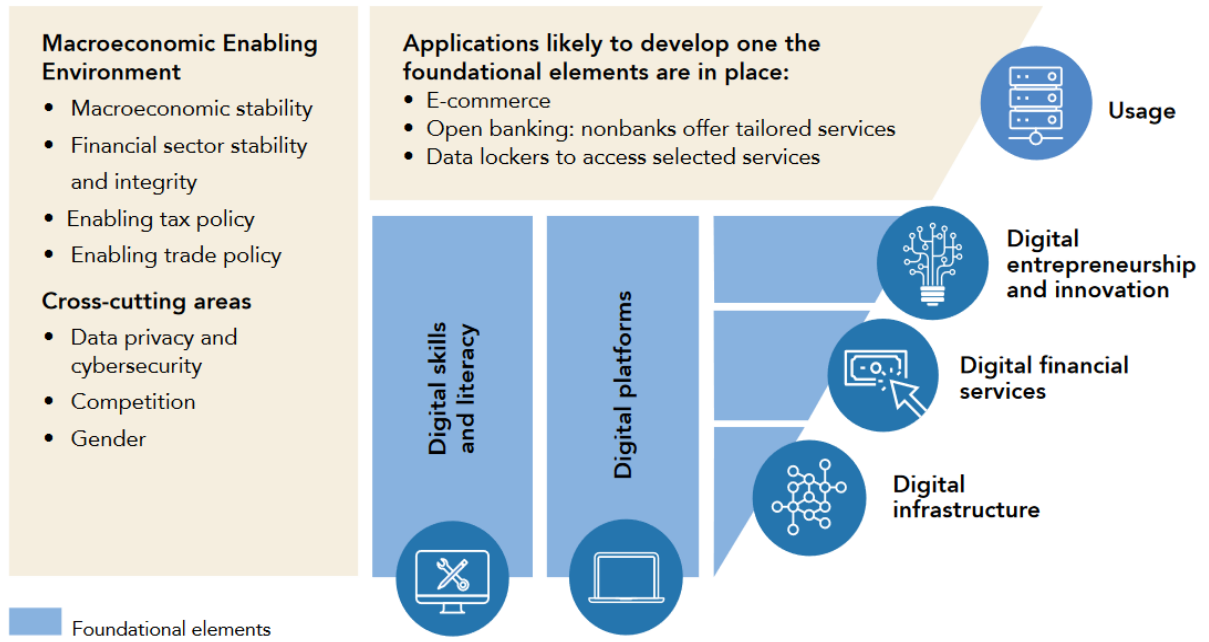 Macroeconomic Enabling
Environment
• Macroeconomic stability
• Financial sector stability
and integrity
• Enabling tax policy
• Enabling trade policy
Cross-cutting areas
• Data privacy and
cybersecurity
• Competition
• Gender
Applications likely to develop one the
foundational elements are in place:
• E-commerce
• Open banking: nonbanks offer tailored services
• Data lockers to access selected services
Usage
Digital skills
and literacy
Digital platforms
Digital
entrepreneurship
and innovation
Digital financial
services
Digital
infrastructure
Foundational elements